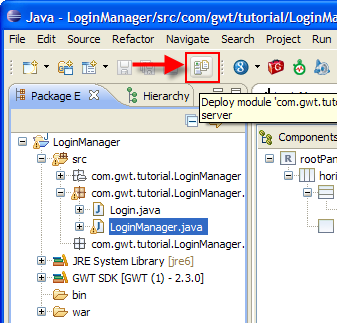 Java - LoginManager/src/com/gwt/tutorial/LoginMa
File Edit Source Refactor Navigate Search Project Run
Package E Hierarchy
Deploy module 'com.gwt.tu
server
LoginManager
src
com.gwt.tutorial.LoginManager
com.gwt.tutorial.LoginManager.
Login.java
LoginManager.java
com.gwt.tutorial.LoginManager.
JRE System Library [jre6]
GWT SDK [GWT (1) - 2.3.0]
bin
war
Components
rootPan
hori